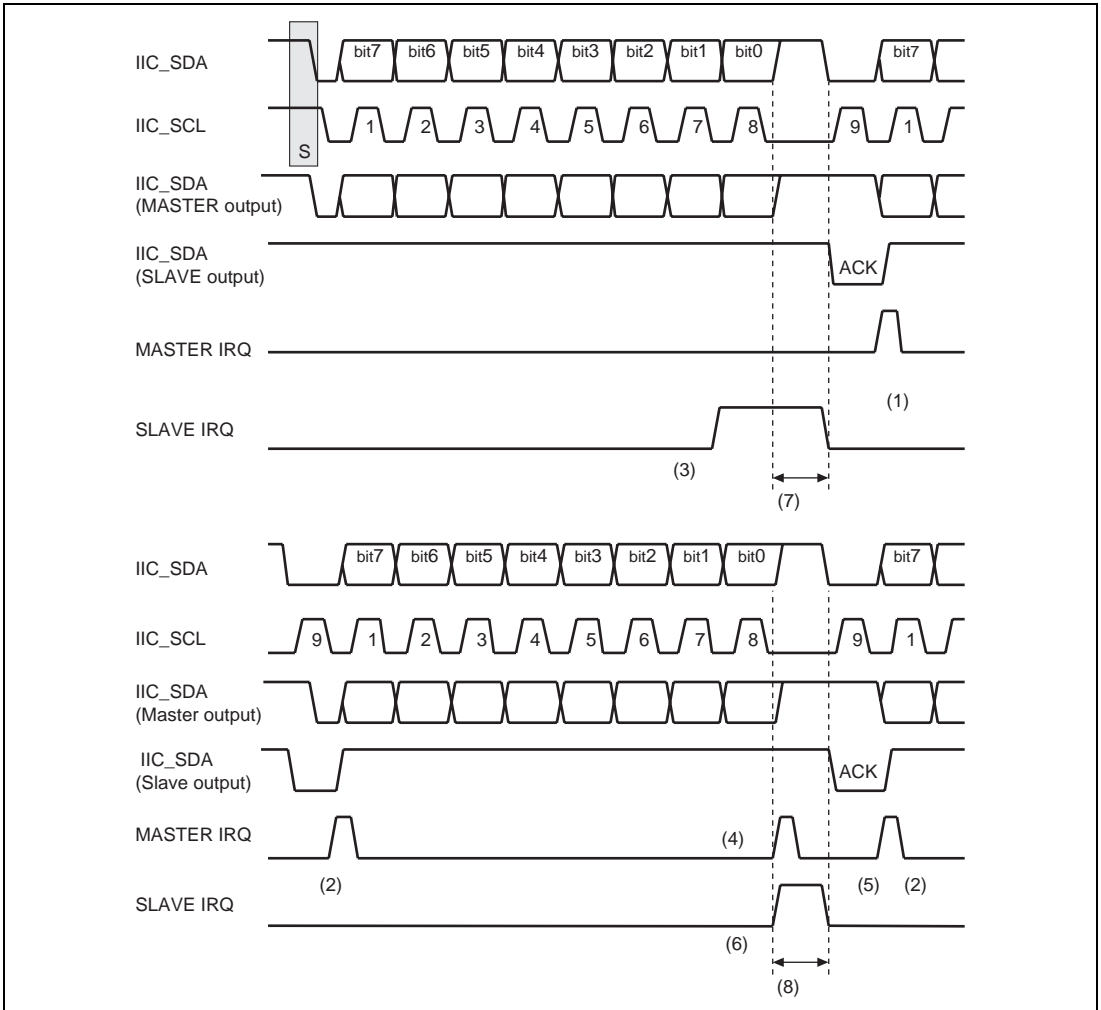 IIC_SDA bit7 bit6 bit5 bit4 bit3 bit2 bit1 bit0 bit7
IIC_SCL 1 2 3 4 5 6 7 8 9 1
S
IIC_SDA
(MASTER output)
IIC_SDA
(SLAVE output)
ACK
MASTER IRQ
(1)
SLAVE IRQ
(3)
(7)
IIC_SDA bit7 bit6 bit5 bit4 bit3 bit2 bit1 bit0 bit7
IIC_SCL 9 1 2 3 4 5 6 7 8 9 1
IIC_SDA
(Master output)
IIC_SDA
(Slave output)
ACK
MASTER IRQ
(4)
(2) (5) (2)
SLAVE IRQ
(6)
(8)